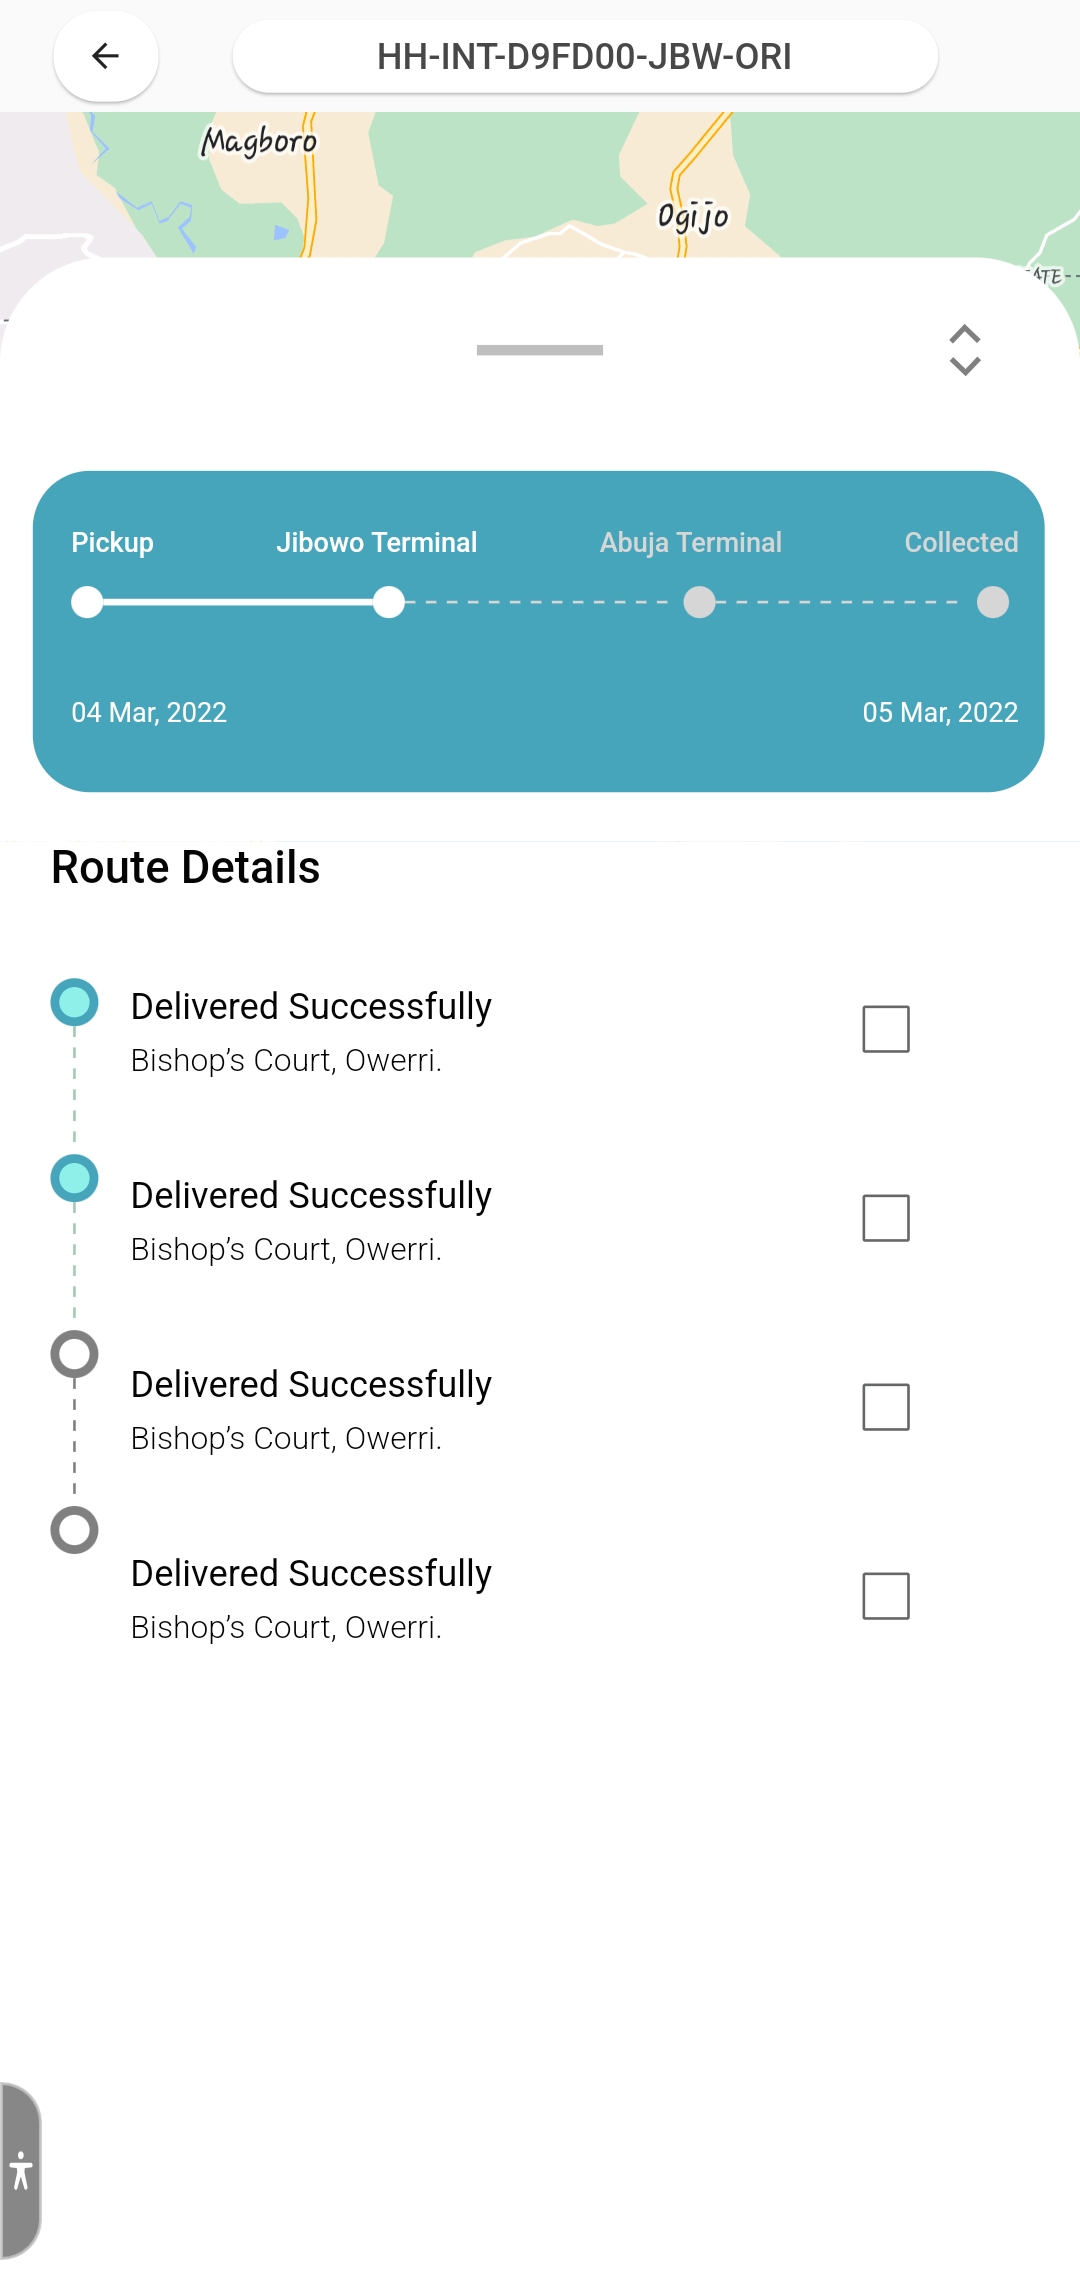 HH-INT-D9FD00-JBW-ORI
Magboro
Ogijo
Pickup Jibowo Terminal Abuja Terminal Collected
04 Mar, 2022 05 Mar, 2022
Route Details
Delivered Successfully
Bishop’s Court, Owerri.
Delivered Successfully
Bishop’s Court, Owerri.
Delivered Successfully
Bishop’s Court, Owerri.
Delivered Successfully
Bishop’s Court, Owerri.